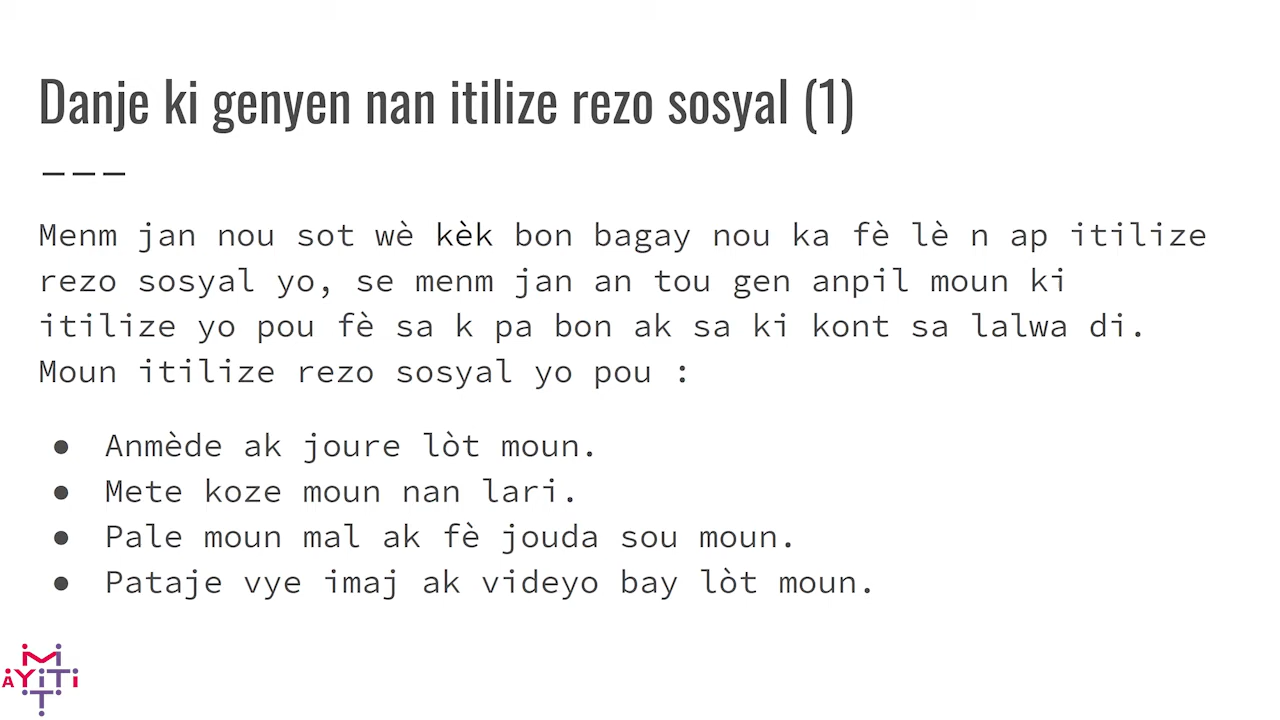 Danje ki genyen nan itilize rezo sosyal (1)
Menm jan nou sot wè kèk bon bagay nou ka fè lè n ap itilize
rezo sosyal yo, se menm jan an tou gen anpil moun ki
itilize yo pou fè sa k pa bon ak sa ki kont sa lalwa di.
Moun itilize rezo sosyal yo pou :
● Anmède ak joure lòt moun.
● Mete koze moun nan lari.
● Pale moun mal ak fè jouda sou moun.
● Pataje vye imaj ak videyo bay lòt moun.
MIT
AYITI